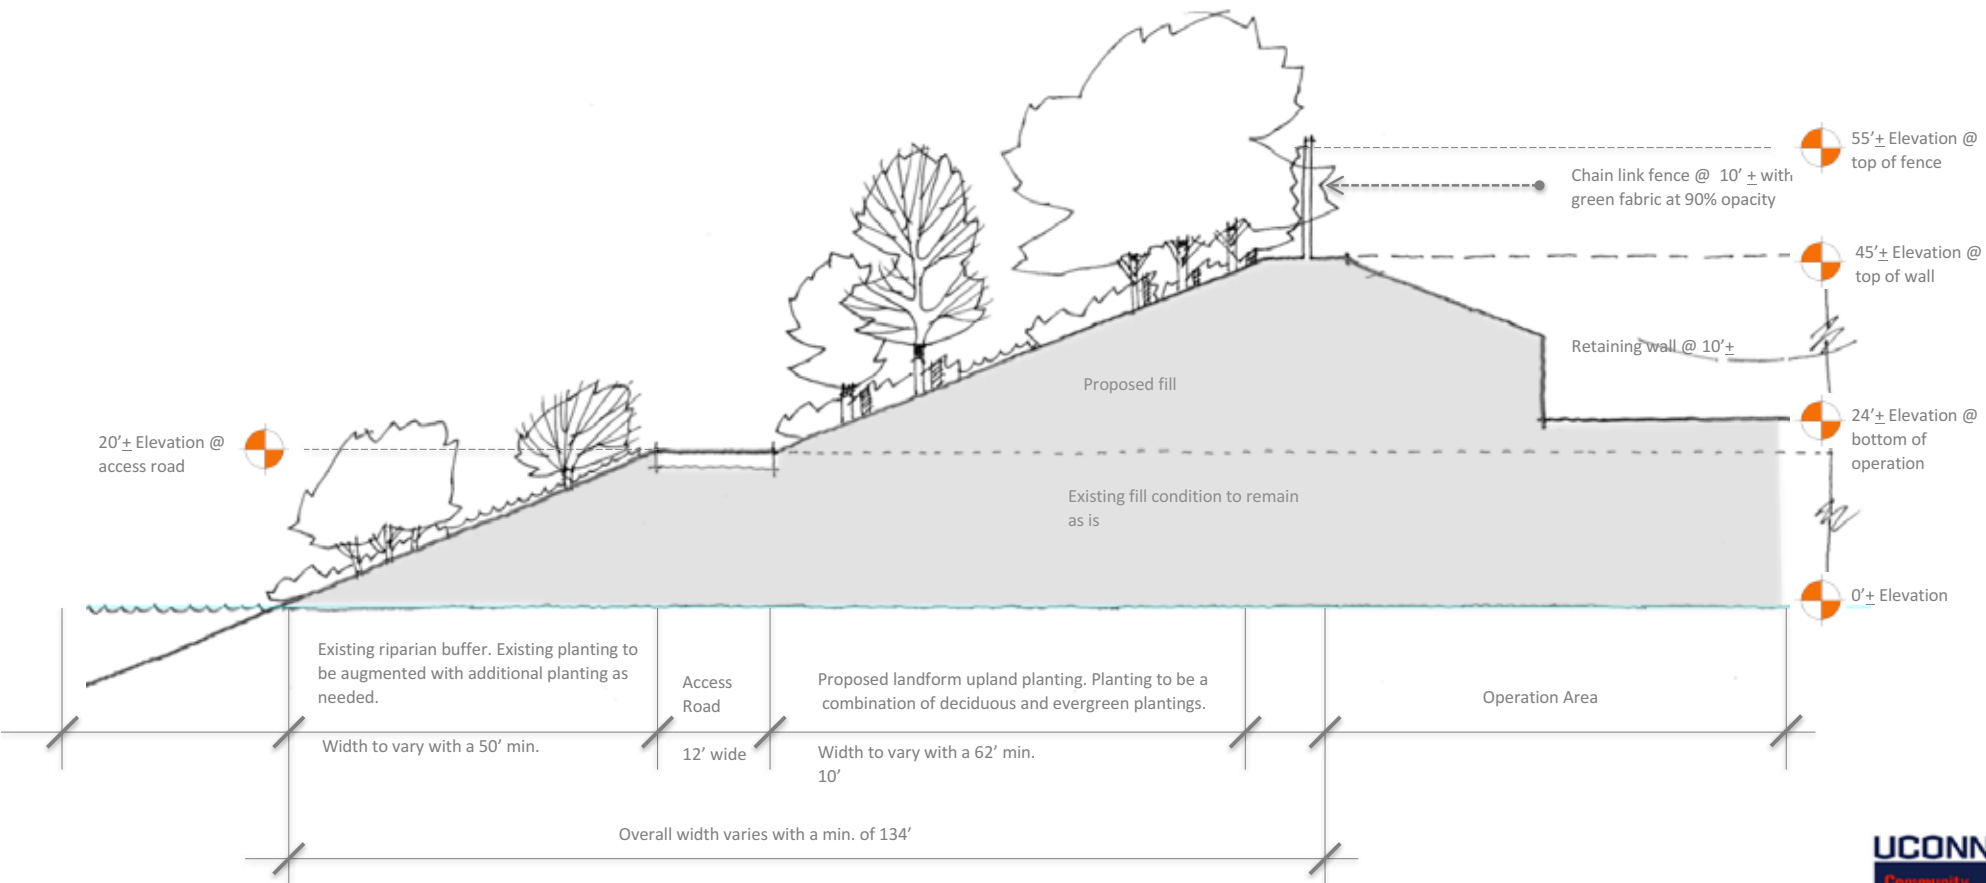 55'± Elevation @
top of fence
Chain link fence @ 10' ± with
green fabric at 90% opacity
45'± Elevation @
top of wall
Retaining wall @ 10'±
Proposed fill
24'± Elevation @
bottom of
operation
20'± Elevation @
access road
Existing fill condition to remain
as is
0'± Elevation
Existing riparian buffer. Existing planting to
be augmented with additional planting as
needed.
Access
Road
Proposed landform upland planting. Planting to be a
combination of deciduous and evergreen plantings.
Operation Area
Width to vary with a 50' min.
12' wide
Width to vary with a 62' min.
10'
Overall width varies with a min. of 134'
UCONN
Community